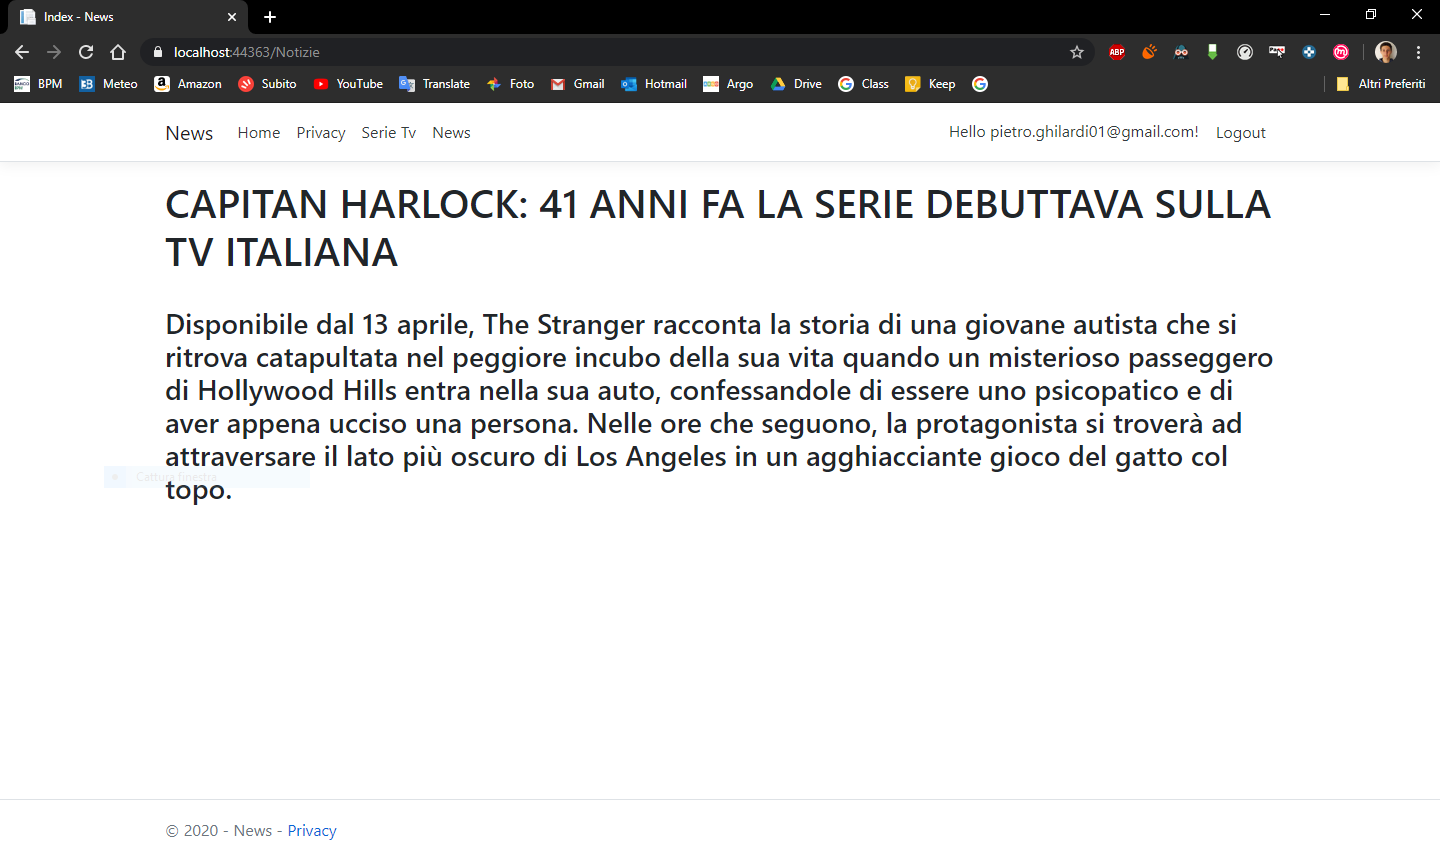 Index - News
localhost:44363/Notizie
ABP
BPM Meteo Amazon Subito YouTube Translate Foto Gmail Hotmail Argo Drive Class Keep Altri Preferiti
News Home Privacy Serie Tv News Hello pietro.ghilardi01@gmail.com! Logout
CAPITAN HARLOCK: 41 ANNI FA LA SERIE DEBUTTAVA SULLA
TV ITALIANA
Disponibile dal 13 aprile, The Stranger racconta la storia di una giovane autista che si
ritrova catapultata nel peggiore incubo della sua vita quando un misterioso passeggero
di Hollywood Hills entra nella sua auto, confessandole di essere uno psicopatico e di
aver appena ucciso una persona. Nelle ore che seguono, la protagonista si troverà ad
attraversare il lato più oscuro di Los Angeles in un agghiacciante gioco del gatto col
Cattura finestra
topo.
© 2020 - News - Privacy